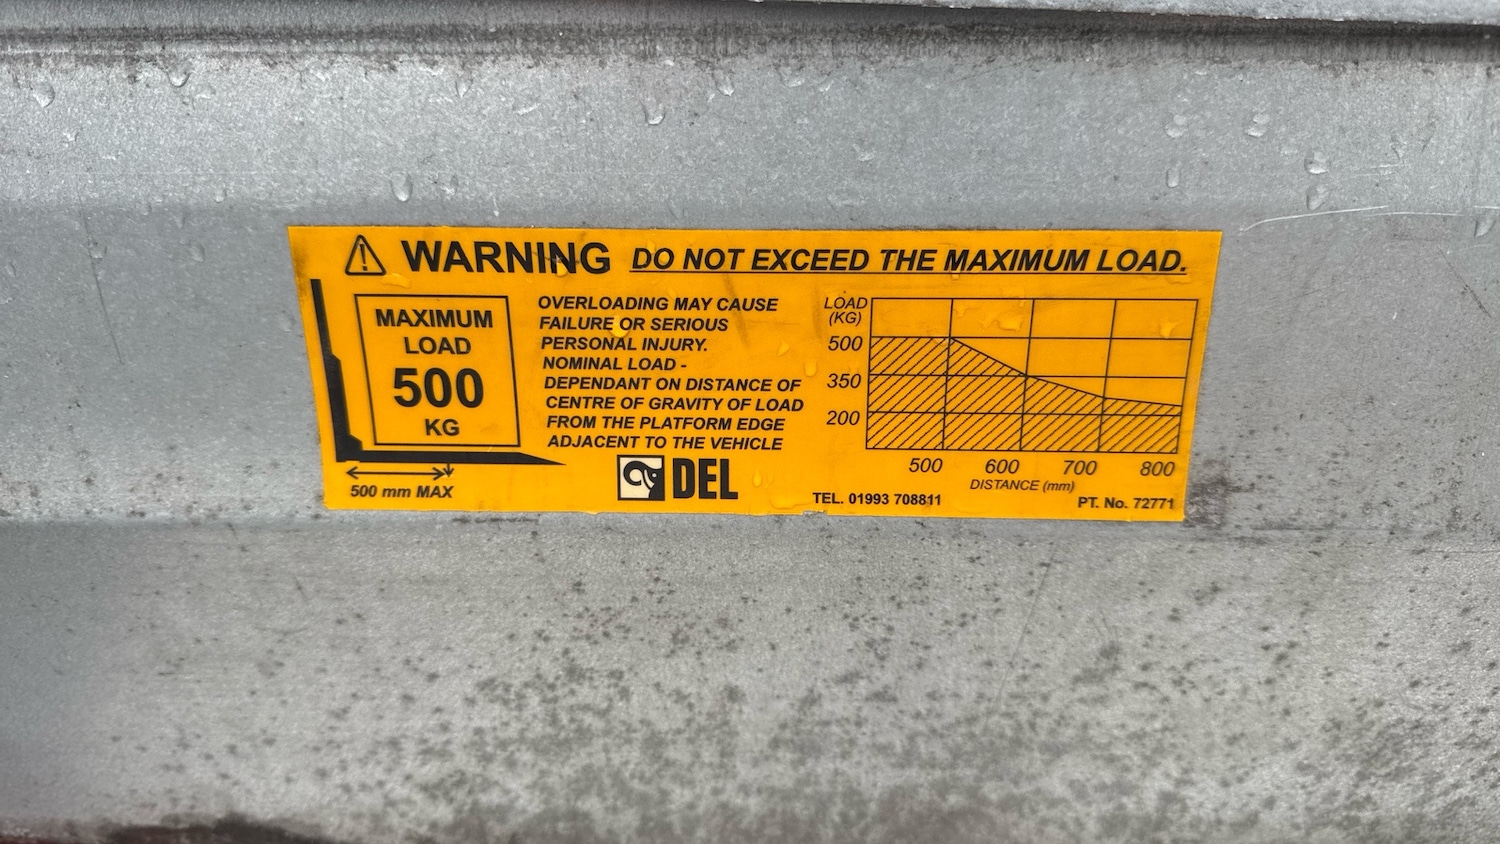 WARNING DO NOT EXCEED THE MAXIMUM LOAD.
MAXIMUM
LOAD
500
KG
500 mm MAX
OVERLOADING MAY CAUSE
FAILURE OR SERIOUS
PERSONAL INJURY.
NOMINAL LOAD -
DEPENDANT ON DISTANCE OF
CENTRE OF GRAVITY OF LOAD
FROM THE PLATFORM EDGE
ADJACENT TO THE VEHICLE
DEL
LOAD
(KG)
500
350
200
500 600 700 800
DISTANCE (mm)
TEL. 01993 708811
PT. No. 72771